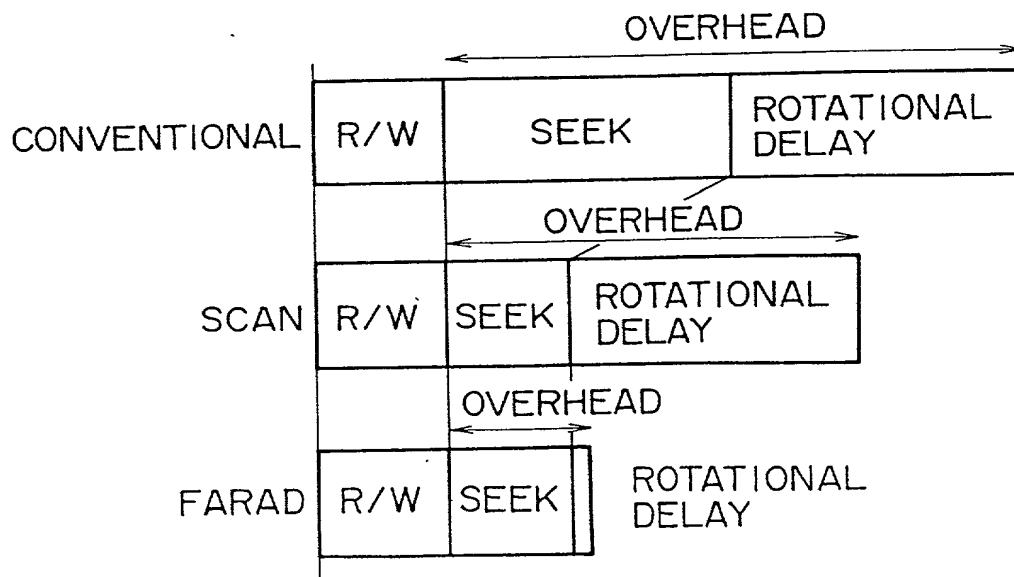 OVERHEAD
CONVENTIONAL
R/W
SEEK
ROTATIONAL
DELAY
OVERHEAD
SCAN
R/W
SEEK
ROTATIONAL
DELAY
OVERHEAD
FARAD
R/W
SEEK
ROTATIONAL
DELAY